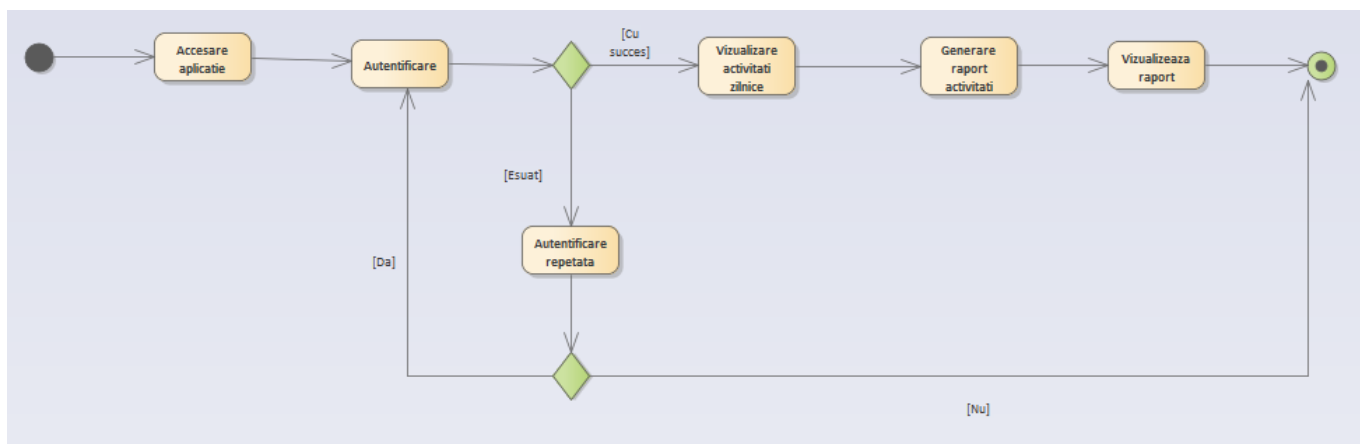 Accesare
aplicatie
Autentificare
[Cu
succes]
Vizualizare
activitati
zilnice
Generare
raport
activitati
Vizualizeaza
raport
[Esuat]
Autentificare
repetata
[Da]
[Nu]